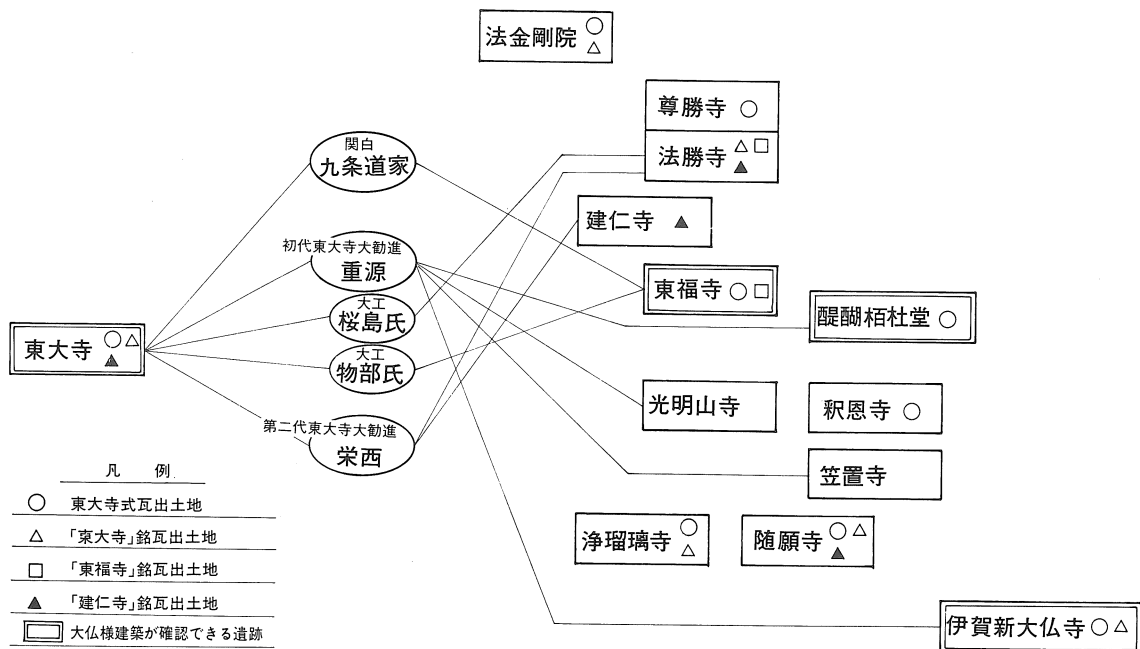 法金剛院 ○
△
尊勝寺 ○
法勝寺 △ □
▲
関白
九条道家
建仁寺 ▲
初代東大寺大勧進
重源
東福寺 ○ □
醍醐栢杜堂 ○
大工
桜島氏
東大寺 ○ △
▲
大工
物部氏
光明山寺
釈恩寺 ○
第二代東大寺大勧進
栄西
笠置寺
浄瑠璃寺 ○
△
随願寺 ○ △
▲
伊賀新大仏寺 ○ △
凡 例
○ 東大寺式瓦出土地
△ 「東大寺」銘瓦出土地
□ 「東福寺」銘瓦出土地
▲ 「建仁寺」銘瓦出土地
大仏様建築が確認できる遺跡